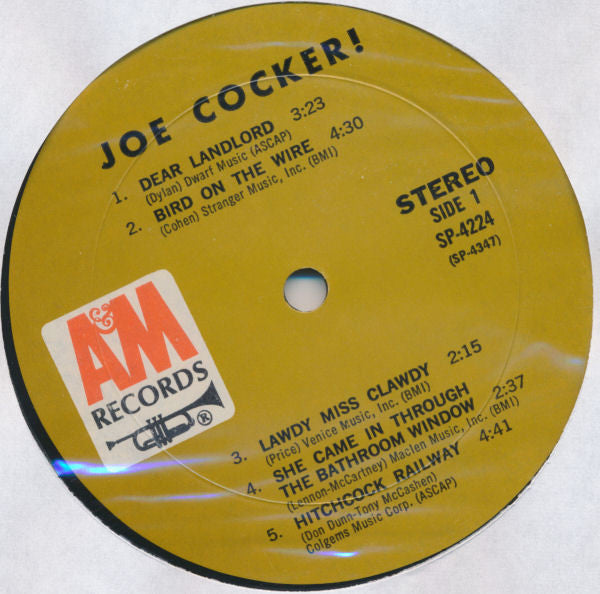 JOE COCKER!
1. DEAR LANDLORD 3:23
(Dylan) Dwarf Music (ASCAP)
2. BIRD ON THE WIRE 4:30
(Cohen) Stranger Music, Inc. (BMI)
STEREO
SIDE 1
SP-4224
(SP-4347)
A&M
RECORDS
®
3. LAWDY MISS CLAWDY 2:15
(Price) Venice Music, Inc. (BMI)
4. SHE CAME IN THROUGH
THE BATHROOM WINDOW 2:37
(Lennon-McCartney) Maclen Music, Inc. (BMI)
5. HITCHCOCK RAILWAY 4:41
(Don Dunn-Tony McCashen)
Colgems Music Corp. (ASCAP)